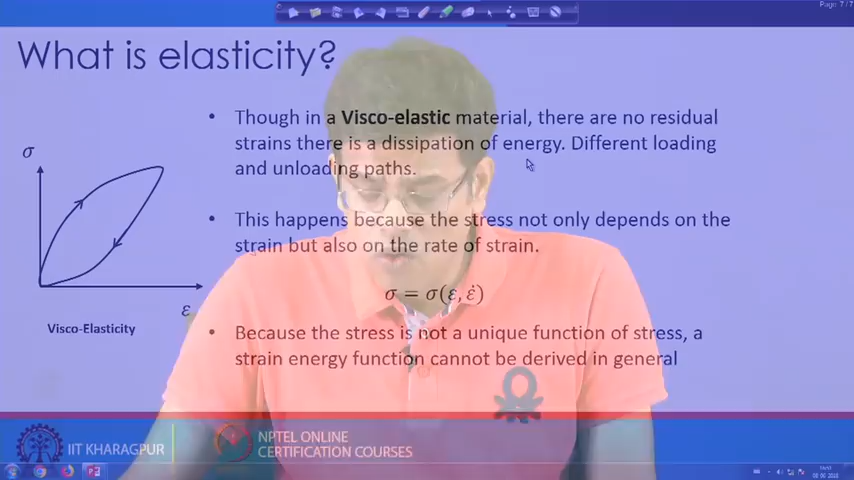 Page 7 / 7
What is elasticity?
• Though in a Visco-elastic material, there are no residual
strains there is a dissipation of energy. Different loading
and unloading paths.
• This happens because the stress not only depends on the
strain but also on the rate of strain.
σ = σ(ε, ε̇)
• Because the stress is not a unique function of stress, a
strain energy function cannot be derived in general
σ
ε
Visco-Elasticity
IIT KHARAGPUR
NPTEL ONLINE
CERTIFICATION COURSES